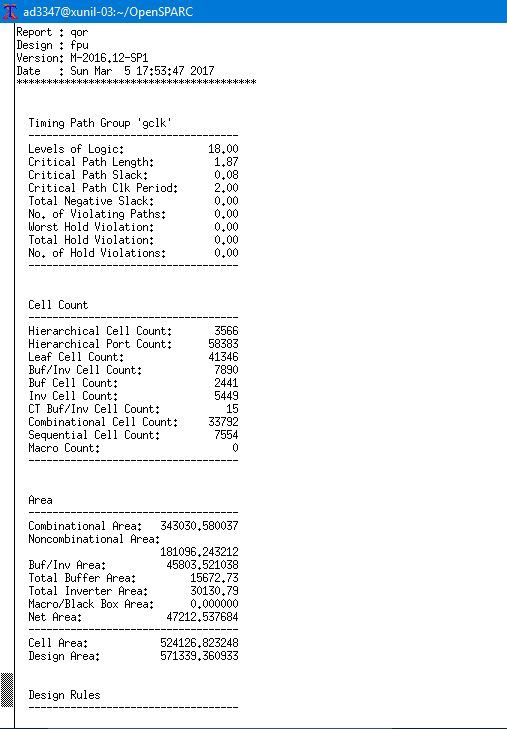 ad3347@xunil-03:~/OpenSPARC
Report : qor
Design : fpu
Version: M-2016.12-SP1
Date   : Sun Mar  5 17:53:47 2017
****************************************
Timing Path Group 'gclk'
-----------------------------------
Levels of Logic:              18.00
Critical Path Length:          1.87
Critical Path Slack:           0.08
Critical Path Clk Period:      2.00
Total Negative Slack:          0.00
No. of Violating Paths:        0.00
Worst Hold Violation:          0.00
Total Hold Violation:          0.00
No. of Hold Violations:        0.00
-----------------------------------
Cell Count
-----------------------------------
Hierarchical Cell Count:       3566
Hierarchical Port Count:      58383
Leaf Cell Count:              41346
Buf/Inv Cell Count:            7890
Buf Cell Count:                2441
Inv Cell Count:                5449
CT Buf/Inv Cell Count:           15
Combinational Cell Count:     33792
Sequential Cell Count:         7554
Macro Count:                      0
-----------------------------------
Area
-----------------------------------
Combinational Area:   343030.580037
Noncombinational Area:
                      181096.243212
Buf/Inv Area:          45803.521038
Total Buffer Area:         15672.73
Total Inverter Area:       30130.79
Macro/Black Box Area:      0.000000
Net Area:              47212.537684
-----------------------------------
Cell Area:            524126.823248
Design Area:          571339.360933
Design Rules
-----------------------------------